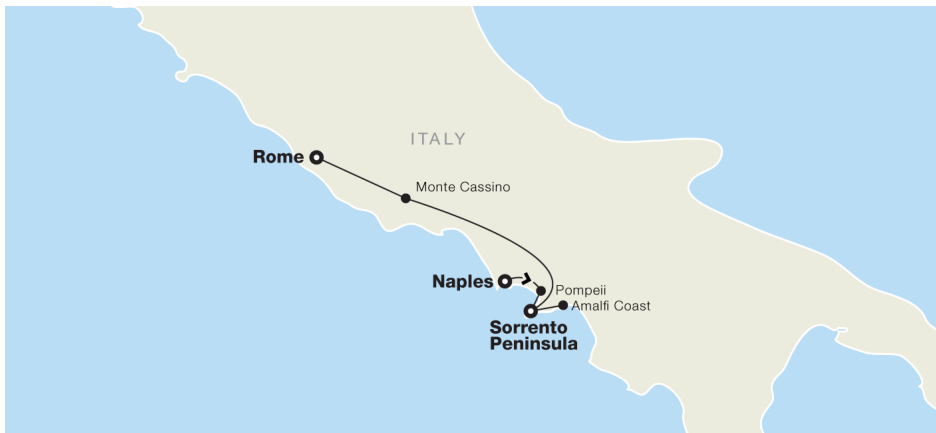 ITALY
Rome
Monte Cassino
Naples
Pompeii
Amalfi Coast
Sorrento
Peninsula